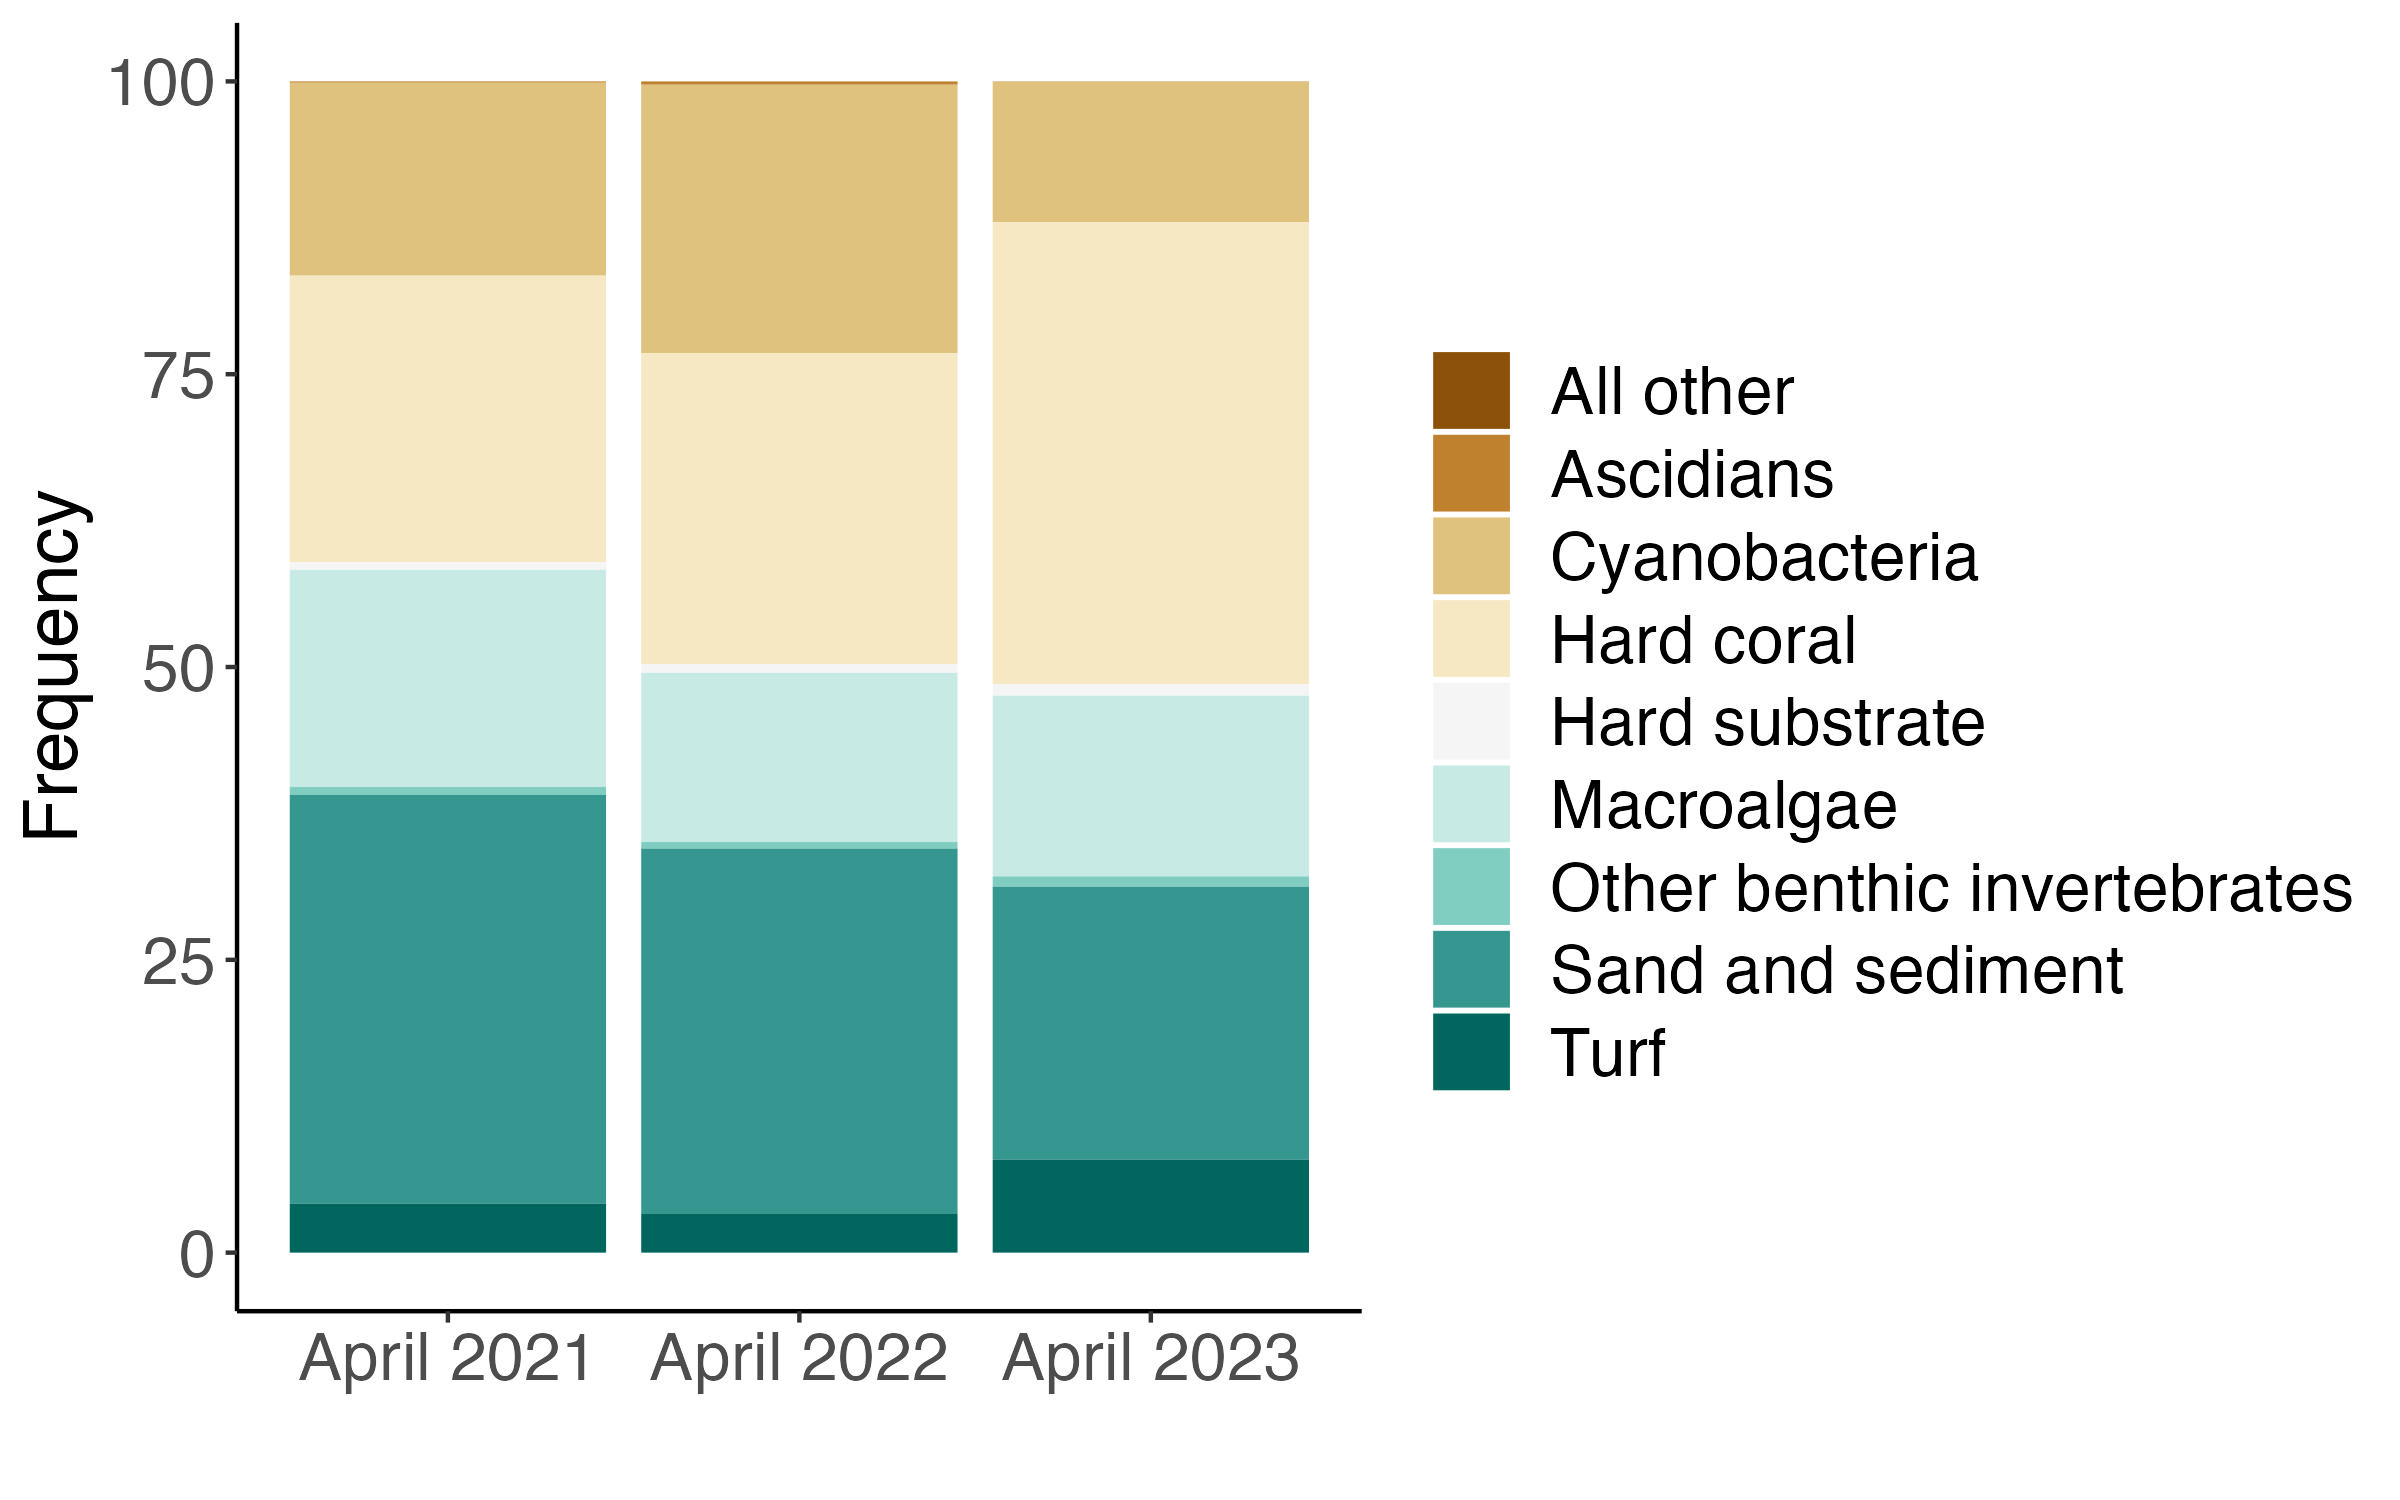 Frequency
100
75
50
25
0
April 2021
April 2022
April 2023
All other
Ascidians
Cyanobacteria
Hard coral
Hard substrate
Macroalgae
Other benthic invertebrates
Sand and sediment
Turf